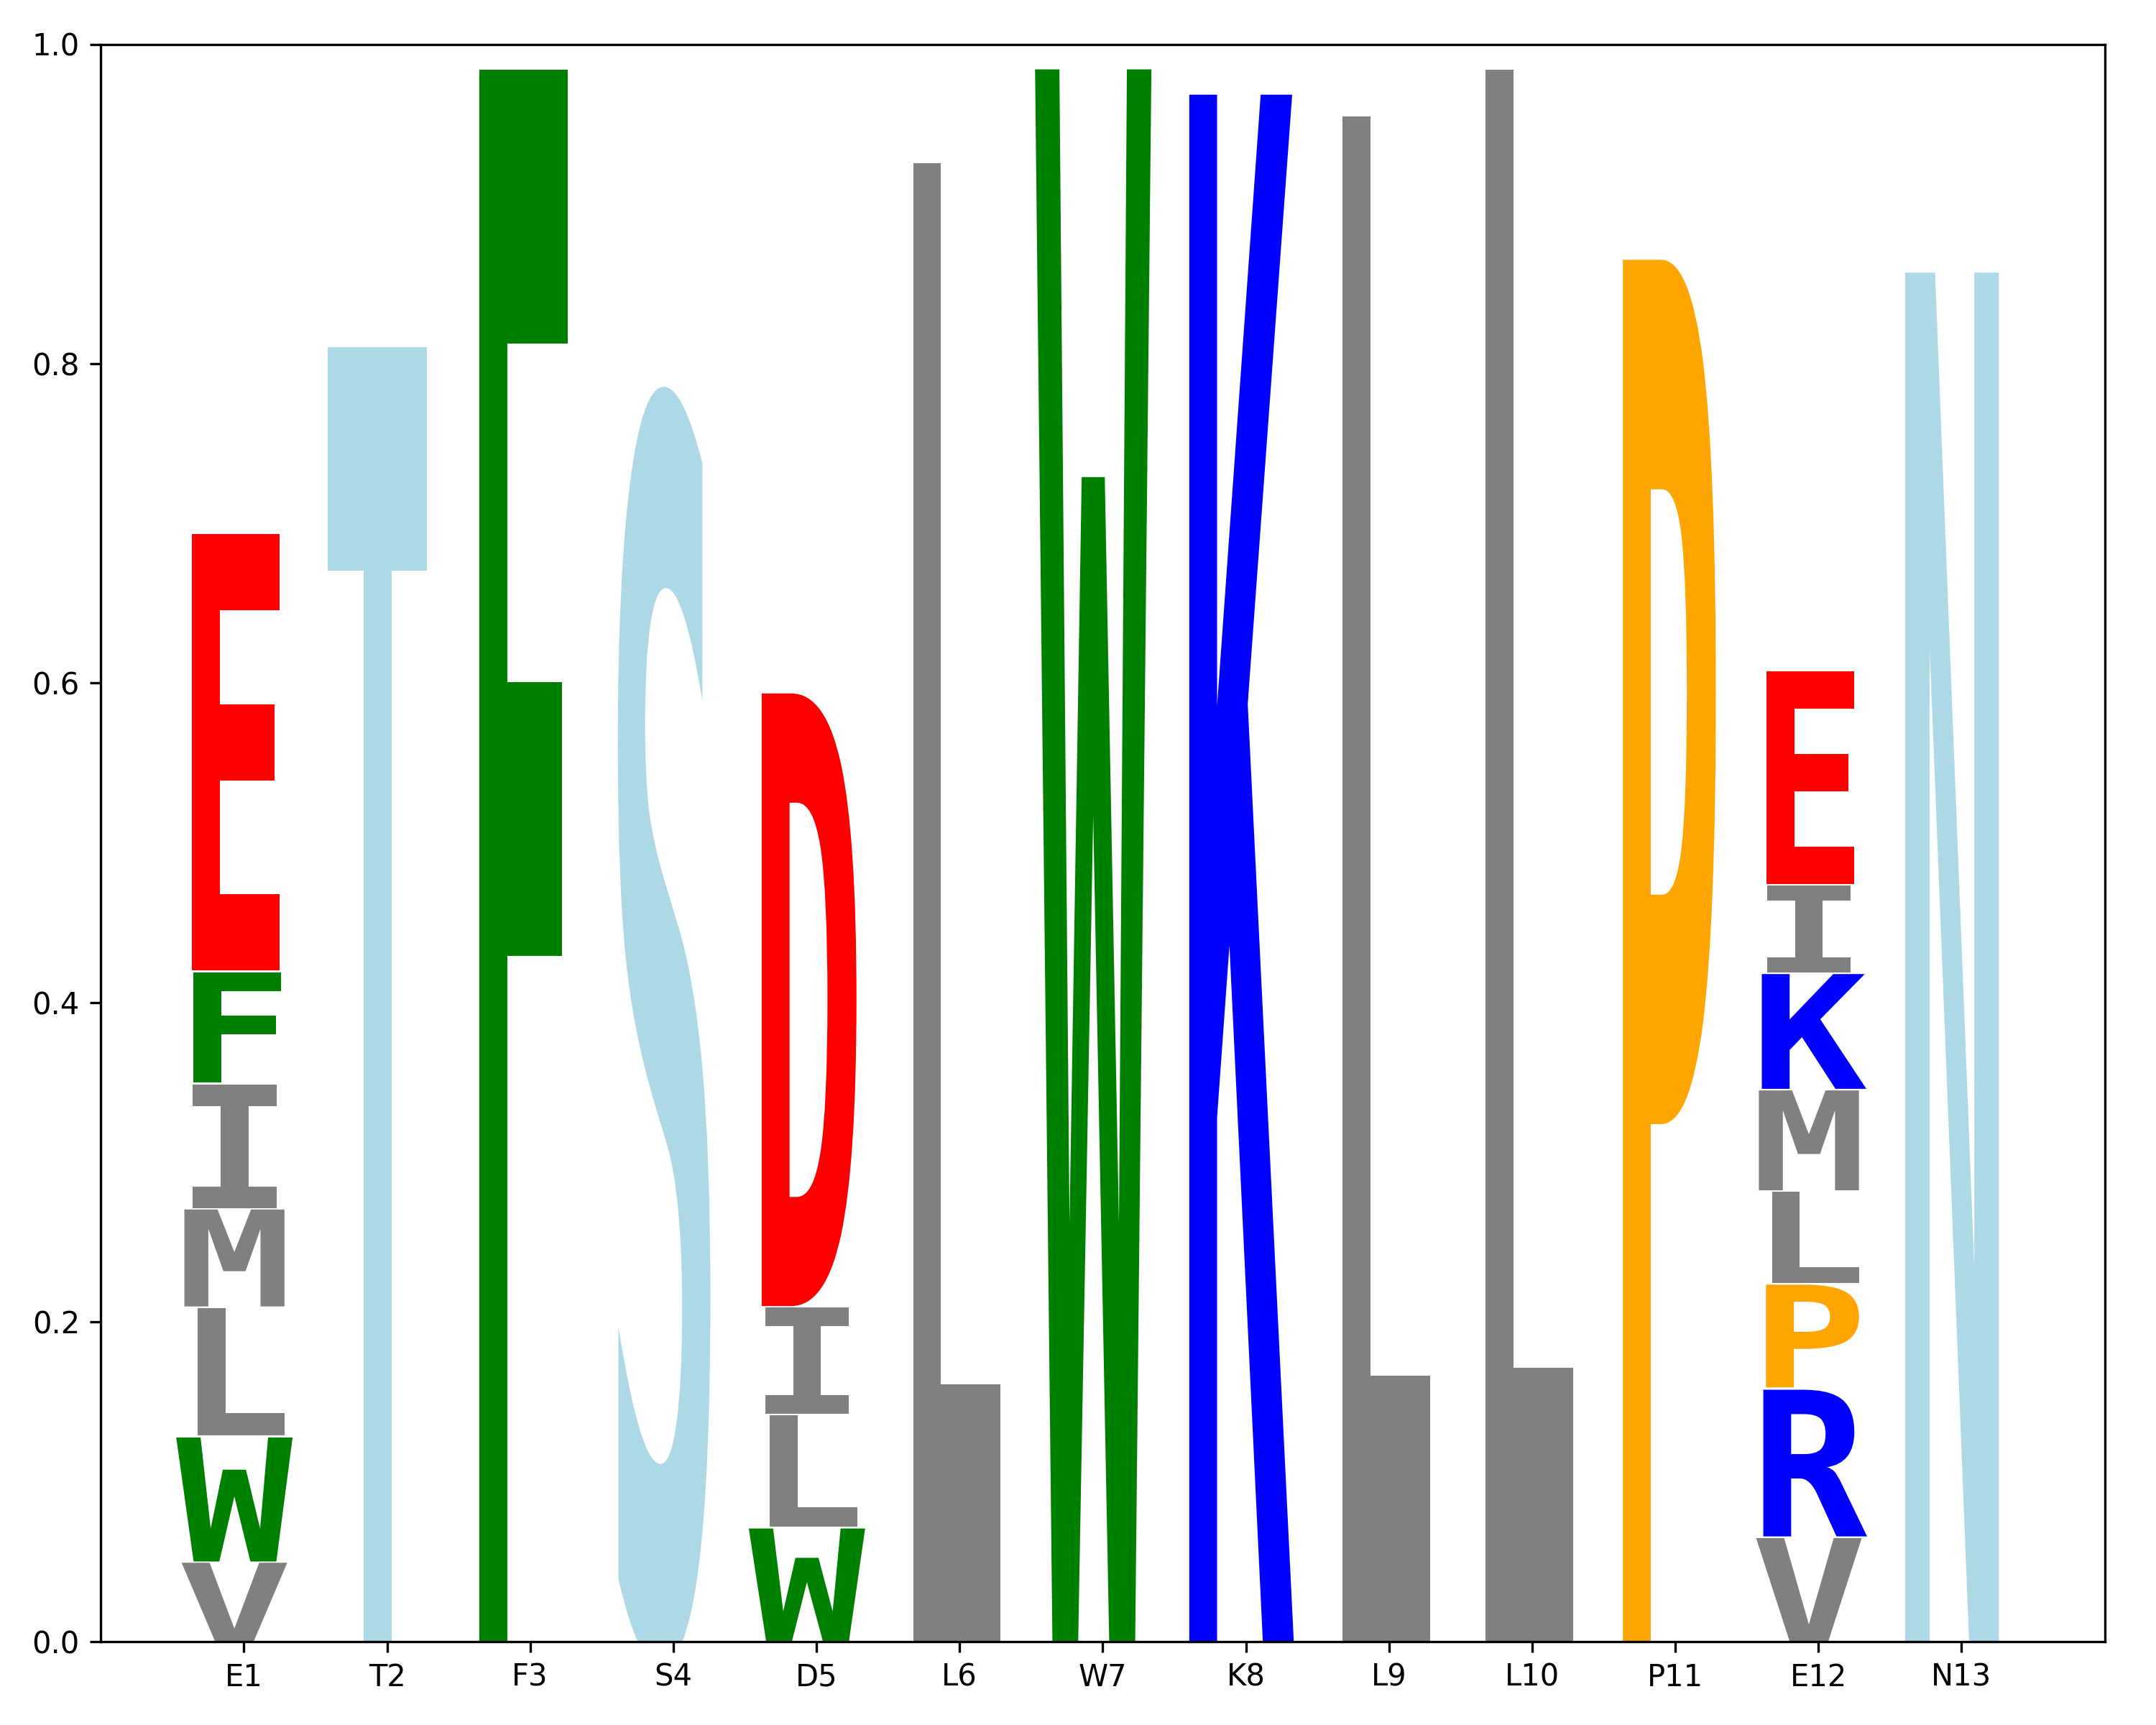 1.0
0.8
0.6
0.4
0.2
0.0
E T F S D L W K L L P E N
F I
I K
M M
L I L
W L P
V W R
V
E1 T2 F3 S4 D5 L6 W7 K8 L9 L10 P11 E12 N13